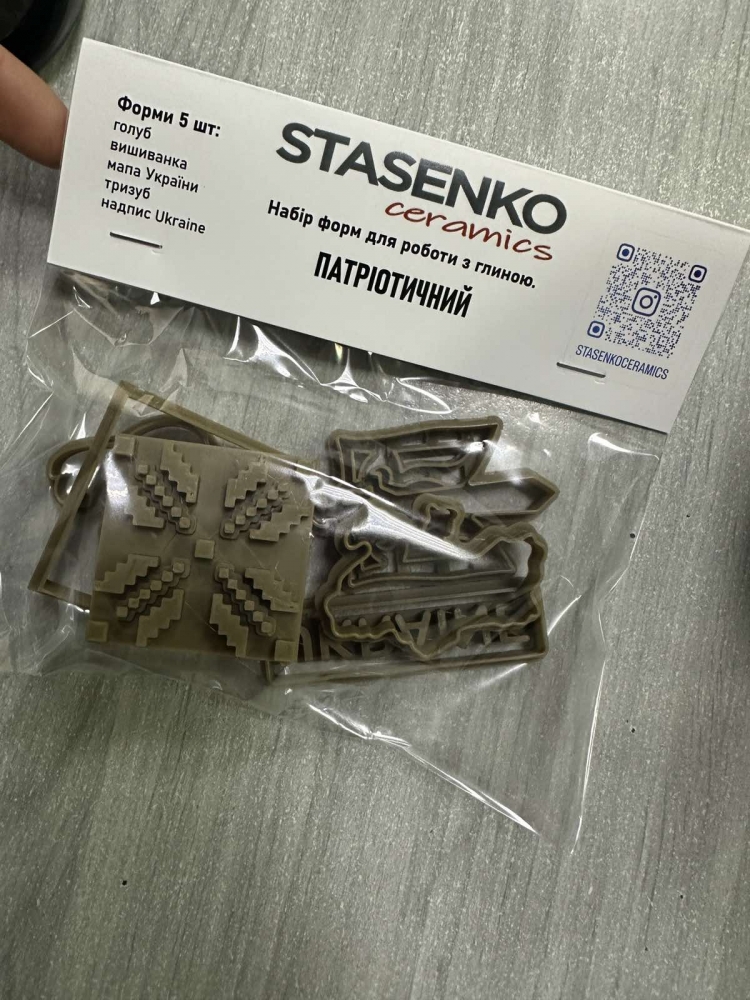 Форми 5 шт:
голуб
вишиванка
мапа України
тризуб
надпис Ukraine
STASENKO
ceramics
Набір форм для роботи з глиною.
ПАТРІОТИЧНИЙ
STASENKOCERAMICS